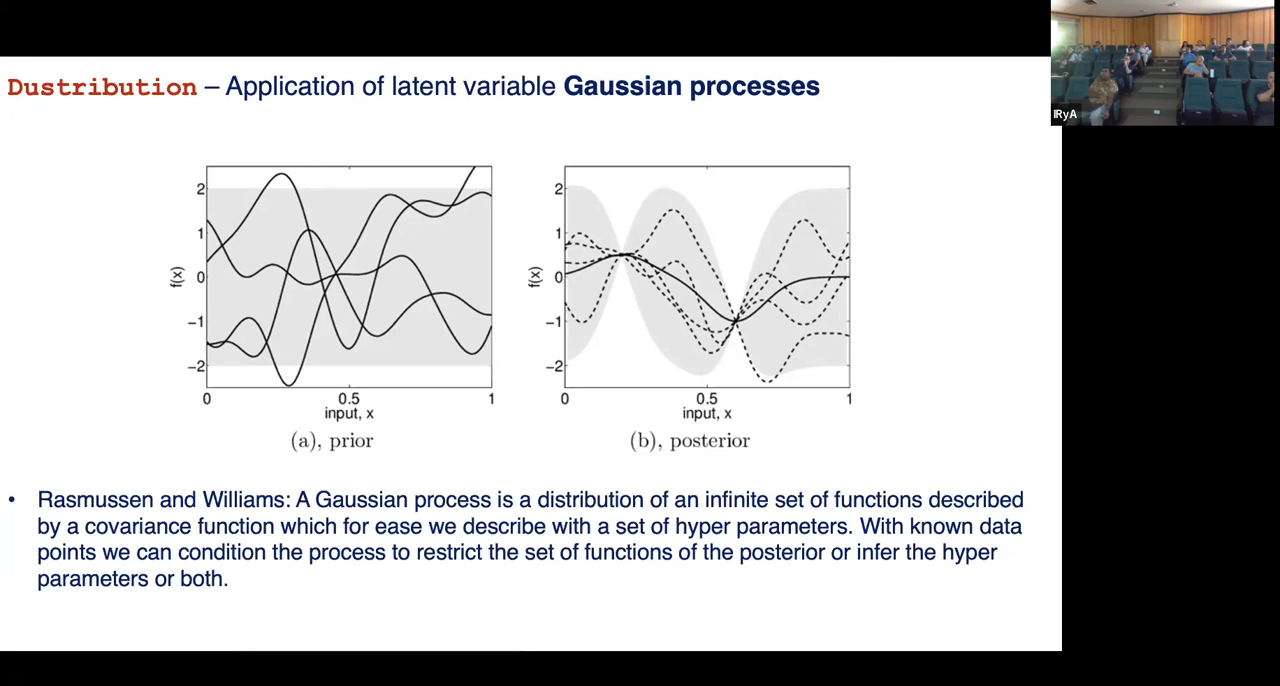 Dustribution – Application of latent variable Gaussian processes
IRyA
2
1
0
−1
−2
f(x)
0
0.5
1
input, x
(a), prior
2
1
0
−1
−2
f(x)
0
0.5
1
input, x
(b), posterior
• Rasmussen and Williams: A Gaussian process is a distribution of an infinite set of functions described
by a covariance function which for ease we describe with a set of hyper parameters. With known data
points we can condition the process to restrict the set of functions of the posterior or infer the hyper
parameters or both.